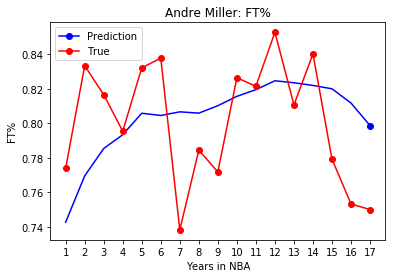 Andre Miller: FT%
Prediction
True
0.84
0.82
0.80
0.78
0.76
0.74
FT%
1 2 3 4 5 6 7 8 9 10 11 12 13 14 15 16 17
Years in NBA